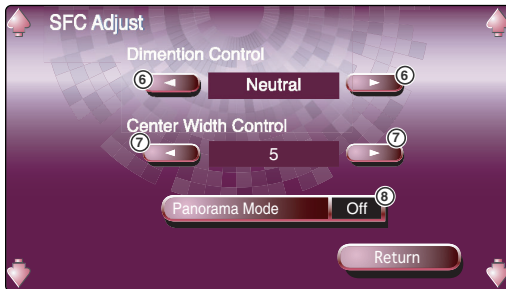 SFC Adjust
Dimention Control
6 ◄ Neutral ► 6
Center Width Control
7 ◄ 5 ► 7
Panorama Mode Off 8
Return